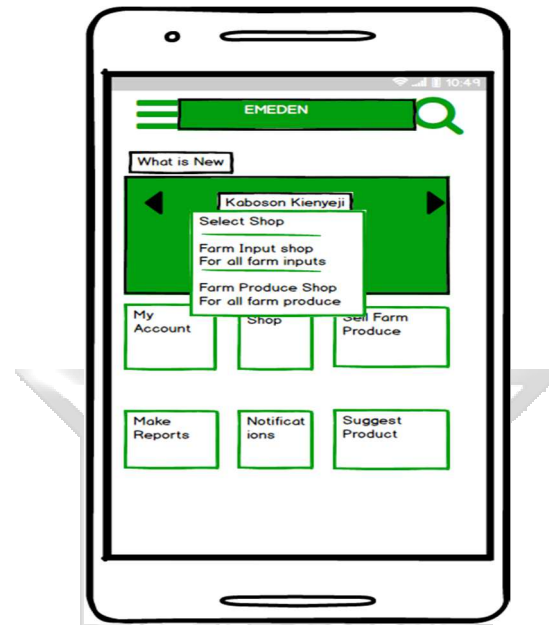 10:49
EMEDEN
What is New
Kaboson Kienyeji
Select Shop
Farm Input shop
For all farm inputs
Farm Produce Shop
For all farm produce
My
Account
Shop
Sell Farm
Produce
Make
Reports
Notificat
ions
Suggest
Product